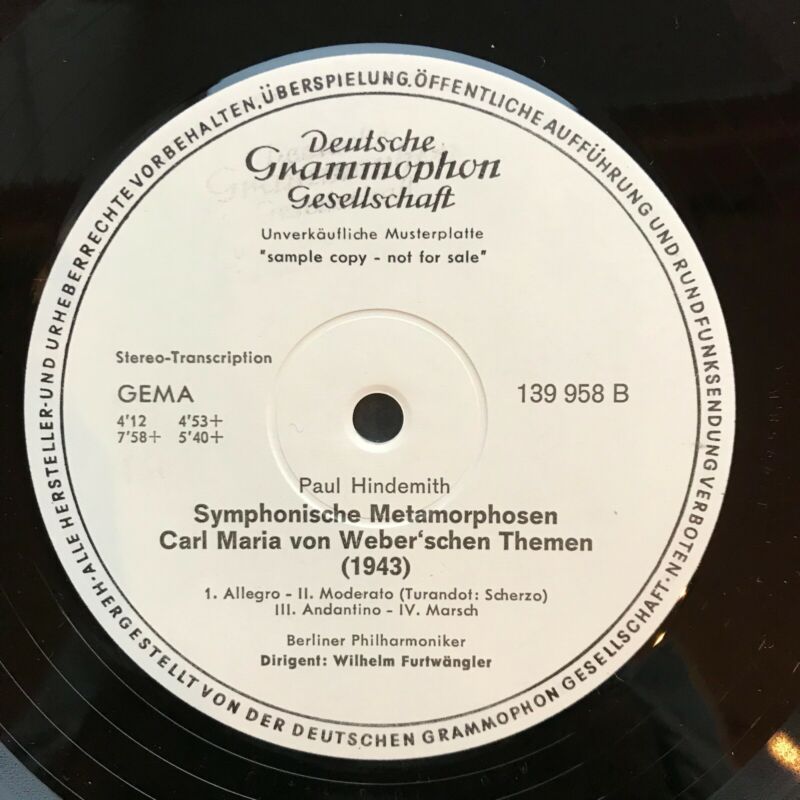 ALLE HERSTELLER-UND URHEBERRECHTE VORBEHALTEN,ÜBERSPIELUNG.ÖFFENTLICHE AUFFÜHRUNG UND RUNDFUNKSENDUNG VERBOTEN·
Deutsche
Grammophon
Gesellschaft
Unverkäufliche Musterplatte
"sample copy - not for sale"
Stereo-Transcription
GEMA 139 958 B
4'12 4'53+
7'58+ 5'40+
Paul Hindemith
Symphonische Metamorphosen
Carl Maria von Weber'schen Themen
(1943)
1. Allegro - II. Moderato (Turandot: Scherzo)
III. Andantino - IV. Marsch
Berliner Philharmoniker
Dirigent: Wilhelm Furtwängler
·HERGESTELLT VON DER DEUTSCHEN GRAMMOPHON GESELLSCHAFT·